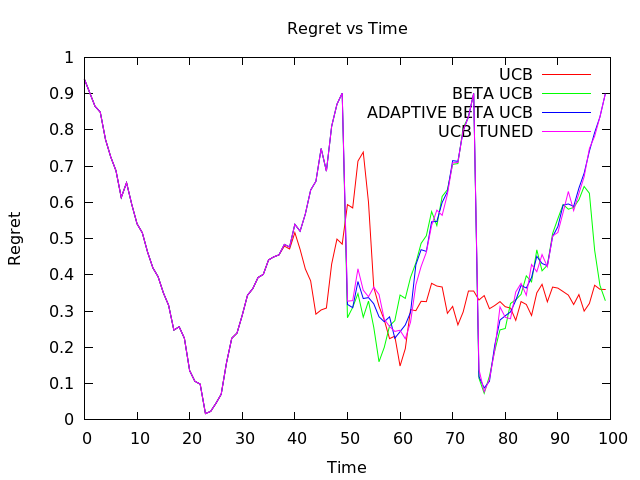 Regret vs Time
1
0.9
0.8
0.7
0.6
0.5
0.4
0.3
0.2
0.1
0
Regret
UCB
BETA UCB
ADAPTIVE BETA UCB
UCB TUNED
0 10 20 30 40 50 60 70 80 90 100
Time